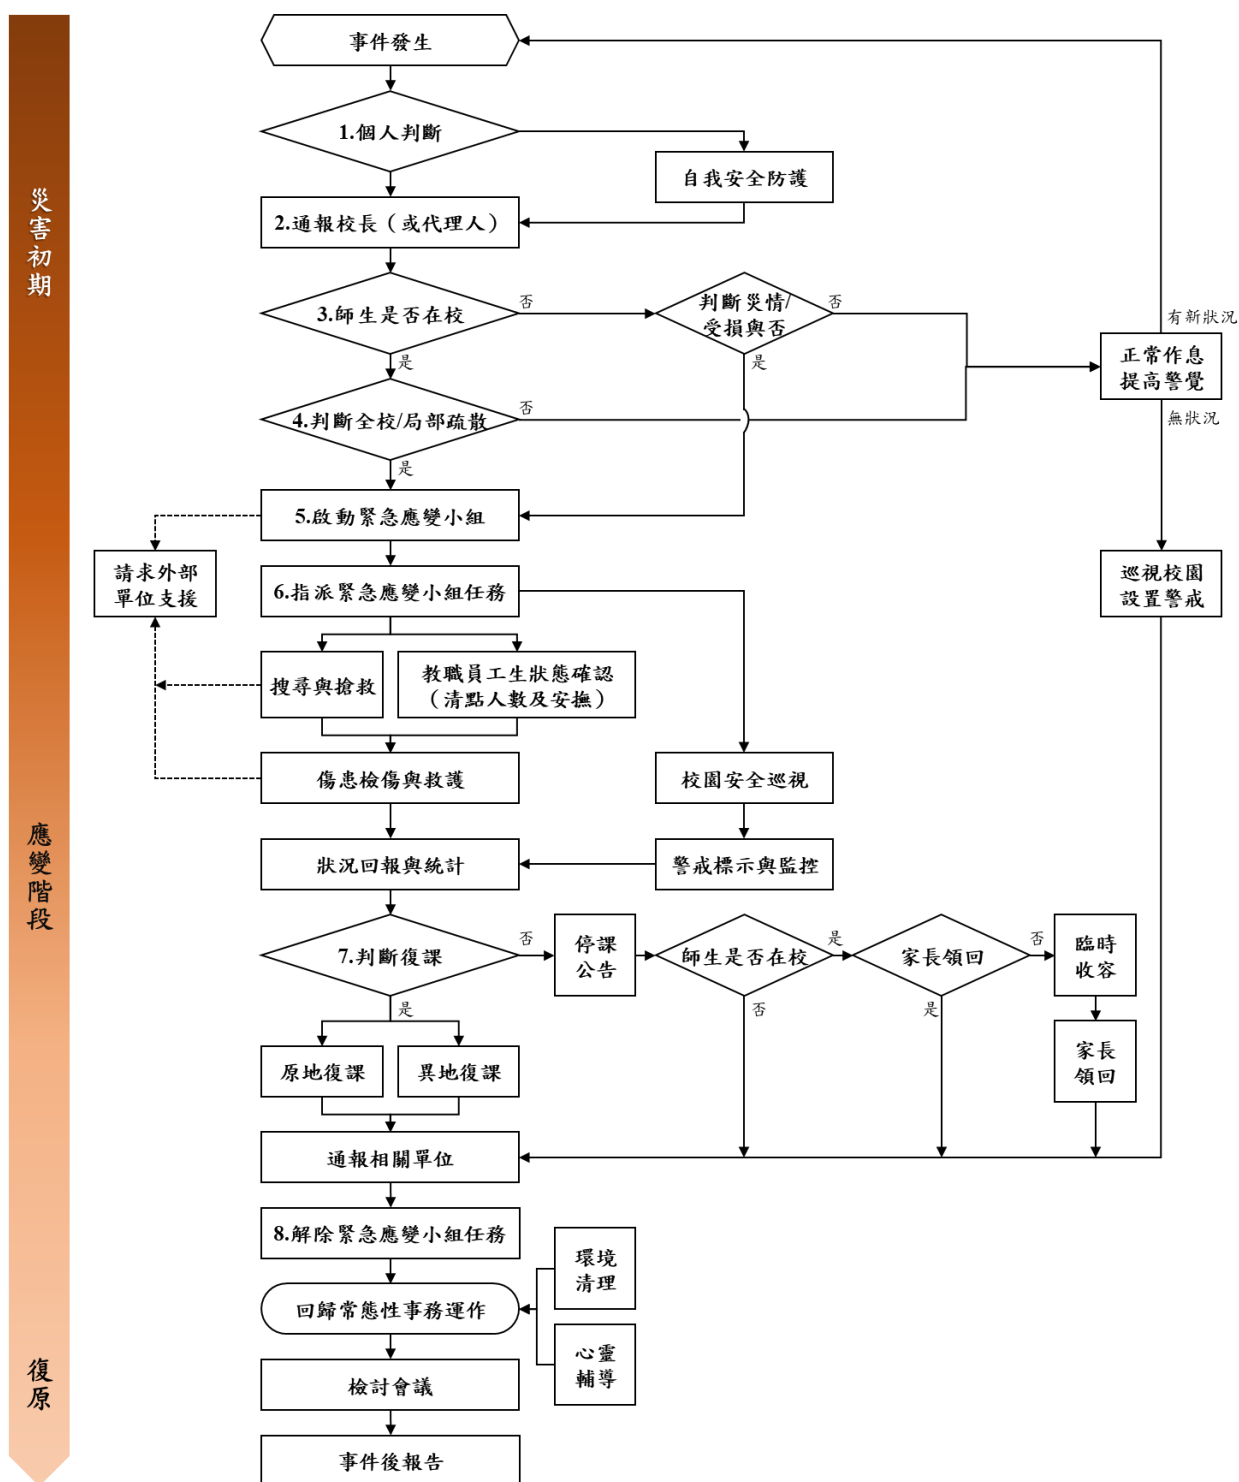 災害初期
應變階段
復原
事件發生
1.個人判斷
自我安全防護
2.通報校長（或代理人）
3.師生是否在校
否
判斷災情/
受損與否
否
有新狀況
正常作息
提高警覺
是
是
4.判斷全校/局部疏散
否
無狀況
是
5.啟動緊急應變小組
請求外部
單位支援
巡視校園
設置警戒
6.指派緊急應變小組任務
搜尋與搶救
教職員工生狀態確認
（清點人數及安撫）
傷患檢傷與救護
校園安全巡視
狀況回報與統計
警戒標示與監控
7.判斷復課
否
停課
公告
師生是否在校
是
家長領回
否
臨時
收容
是
否
是
原地復課
異地復課
家長
領回
通報相關單位
8.解除緊急應變小組任務
環境
清理
回歸常態性事務運作
心靈
輔導
檢討會議
事件後報告